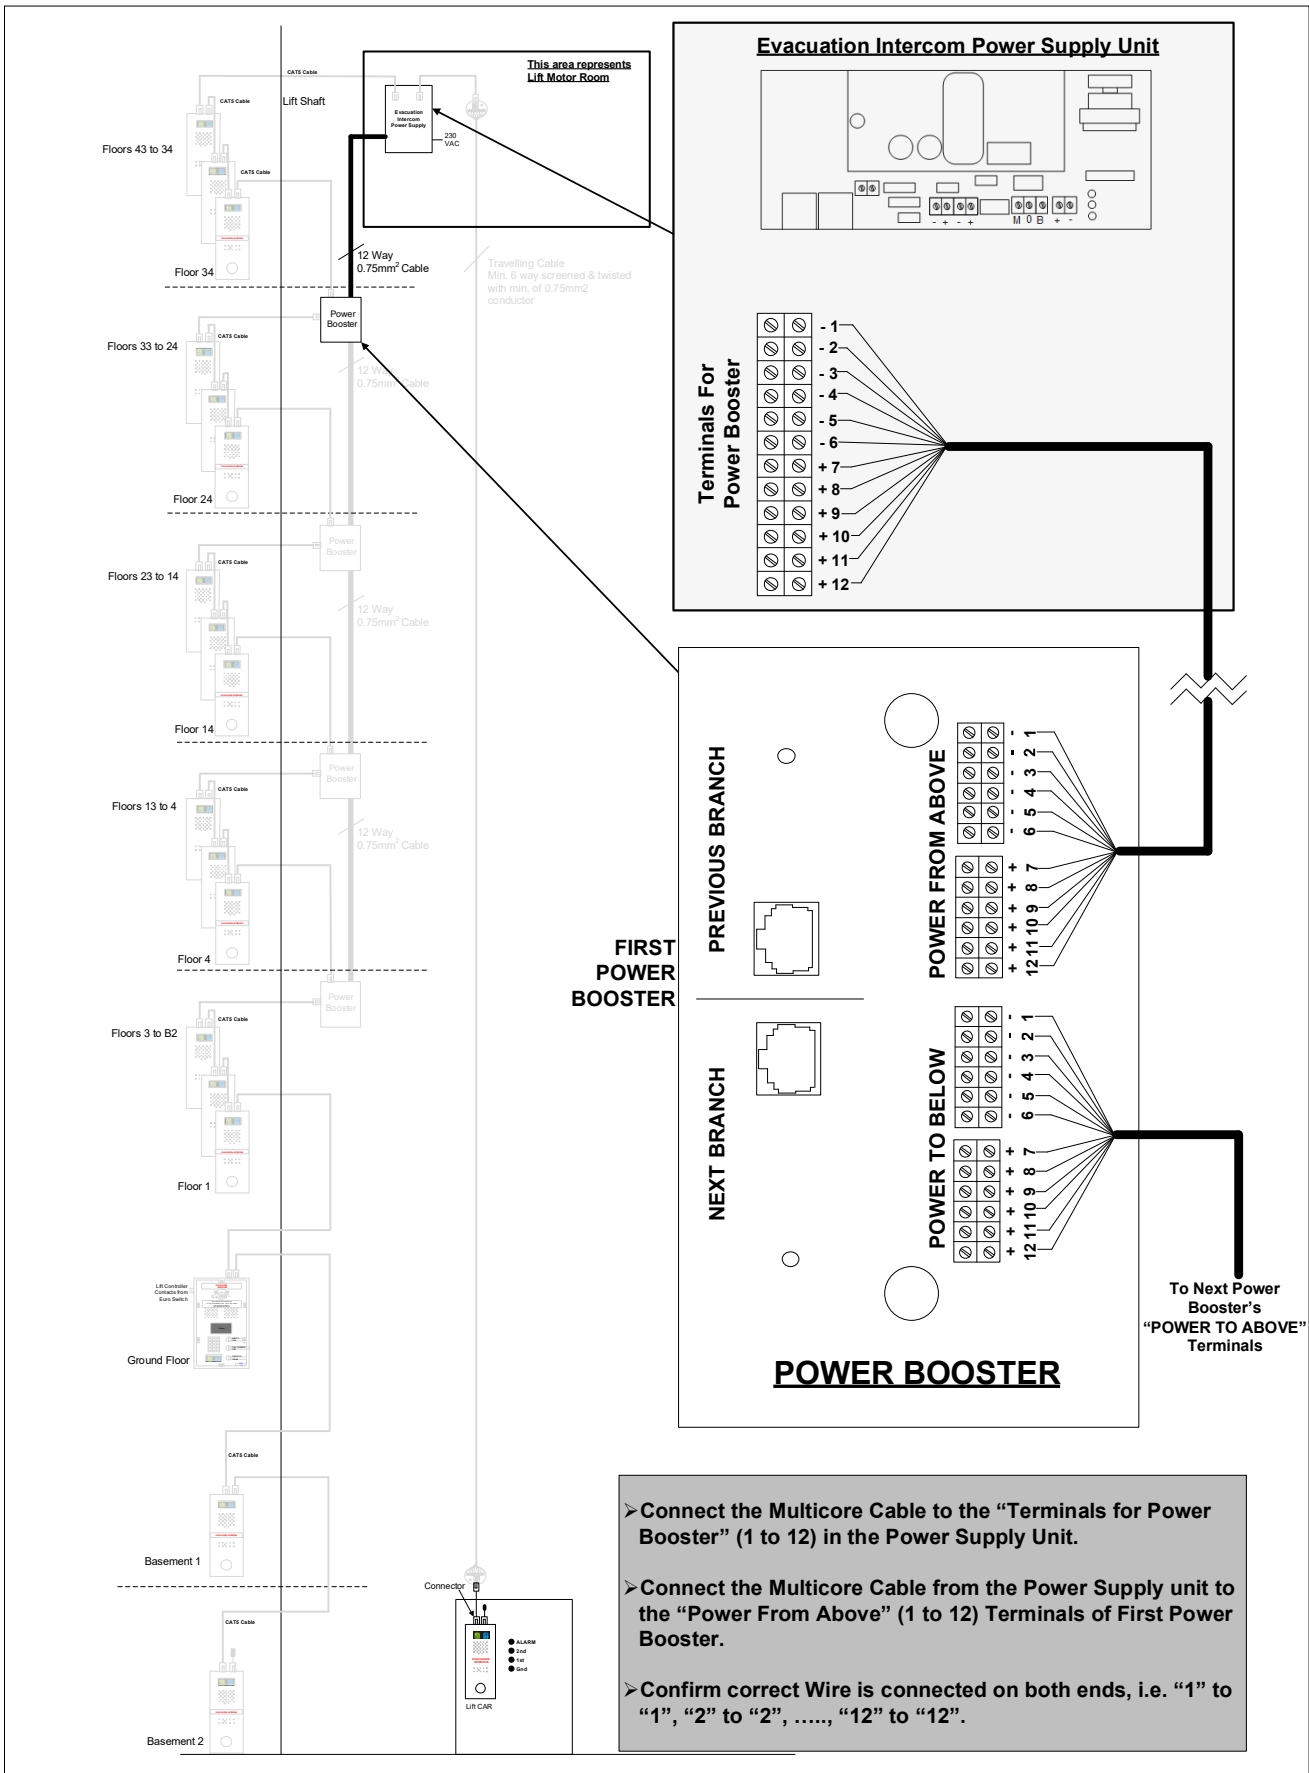 Evacuation Intercom Power Supply Unit
This area represents
Lift Motor Room
CAT5 Cable
CAT5 Cable
Lift Shaft
Evacuation
Intercom
Power Supply
230
VAC
Floors 43 to 34
CAT5 Cable
12 Way
0.75mm2 Cable
Floor 34
Travelling Cable
Min. 6 way screened & twisted
with min. of 0.75mm2
conductor
- + - +
M 0 B
+ -
Terminals For
Power Booster
- 1
- 2
- 3
- 4
- 5
- 6
+ 7
+ 8
+ 9
+ 10
+ 11
+ 12
Power
Booster
Floors 33 to 24
CAT5 Cable
12 Way
0.75mm2 Cable
Floor 24
Power
Booster
Floors 23 to 14
CAT5 Cable
12 Way
0.75mm2 Cable
Floor 14
Power
Booster
Floors 13 to 4
CAT5 Cable
12 Way
0.75mm2 Cable
Floor 4
Power
Booster
Floors 3 to B2
CAT5 Cable
Floor 1
Lift Controller
Contacts from
Euro Switch
Ground Floor
CAT5 Cable
Basement 1
CAT5 Cable
Basement 2
Connector
ALARM
2nd
1st
Gnd
Lift CAR
FIRST
POWER
BOOSTER
PREVIOUS BRANCH
NEXT BRANCH
POWER FROM ABOVE
- 1
- 2
- 3
- 4
- 5
- 6
+ 7
+ 8
+ 9
+ 10
+ 11
+ 12
POWER TO BELOW
- 1
- 2
- 3
- 4
- 5
- 6
+ 7
+ 8
+ 9
+ 10
+ 11
+ 12
POWER BOOSTER
To Next Power
Booster’s
“POWER TO ABOVE”
Terminals
➢Connect the Multicore Cable to the “Terminals for Power
Booster” (1 to 12) in the Power Supply Unit.
➢Connect the Multicore Cable from the Power Supply unit to
the “Power From Above” (1 to 12) Terminals of First Power
Booster.
➢Confirm correct Wire is connected on both ends, i.e. “1” to
“1”, “2” to “2”, ....., “12” to “12”.